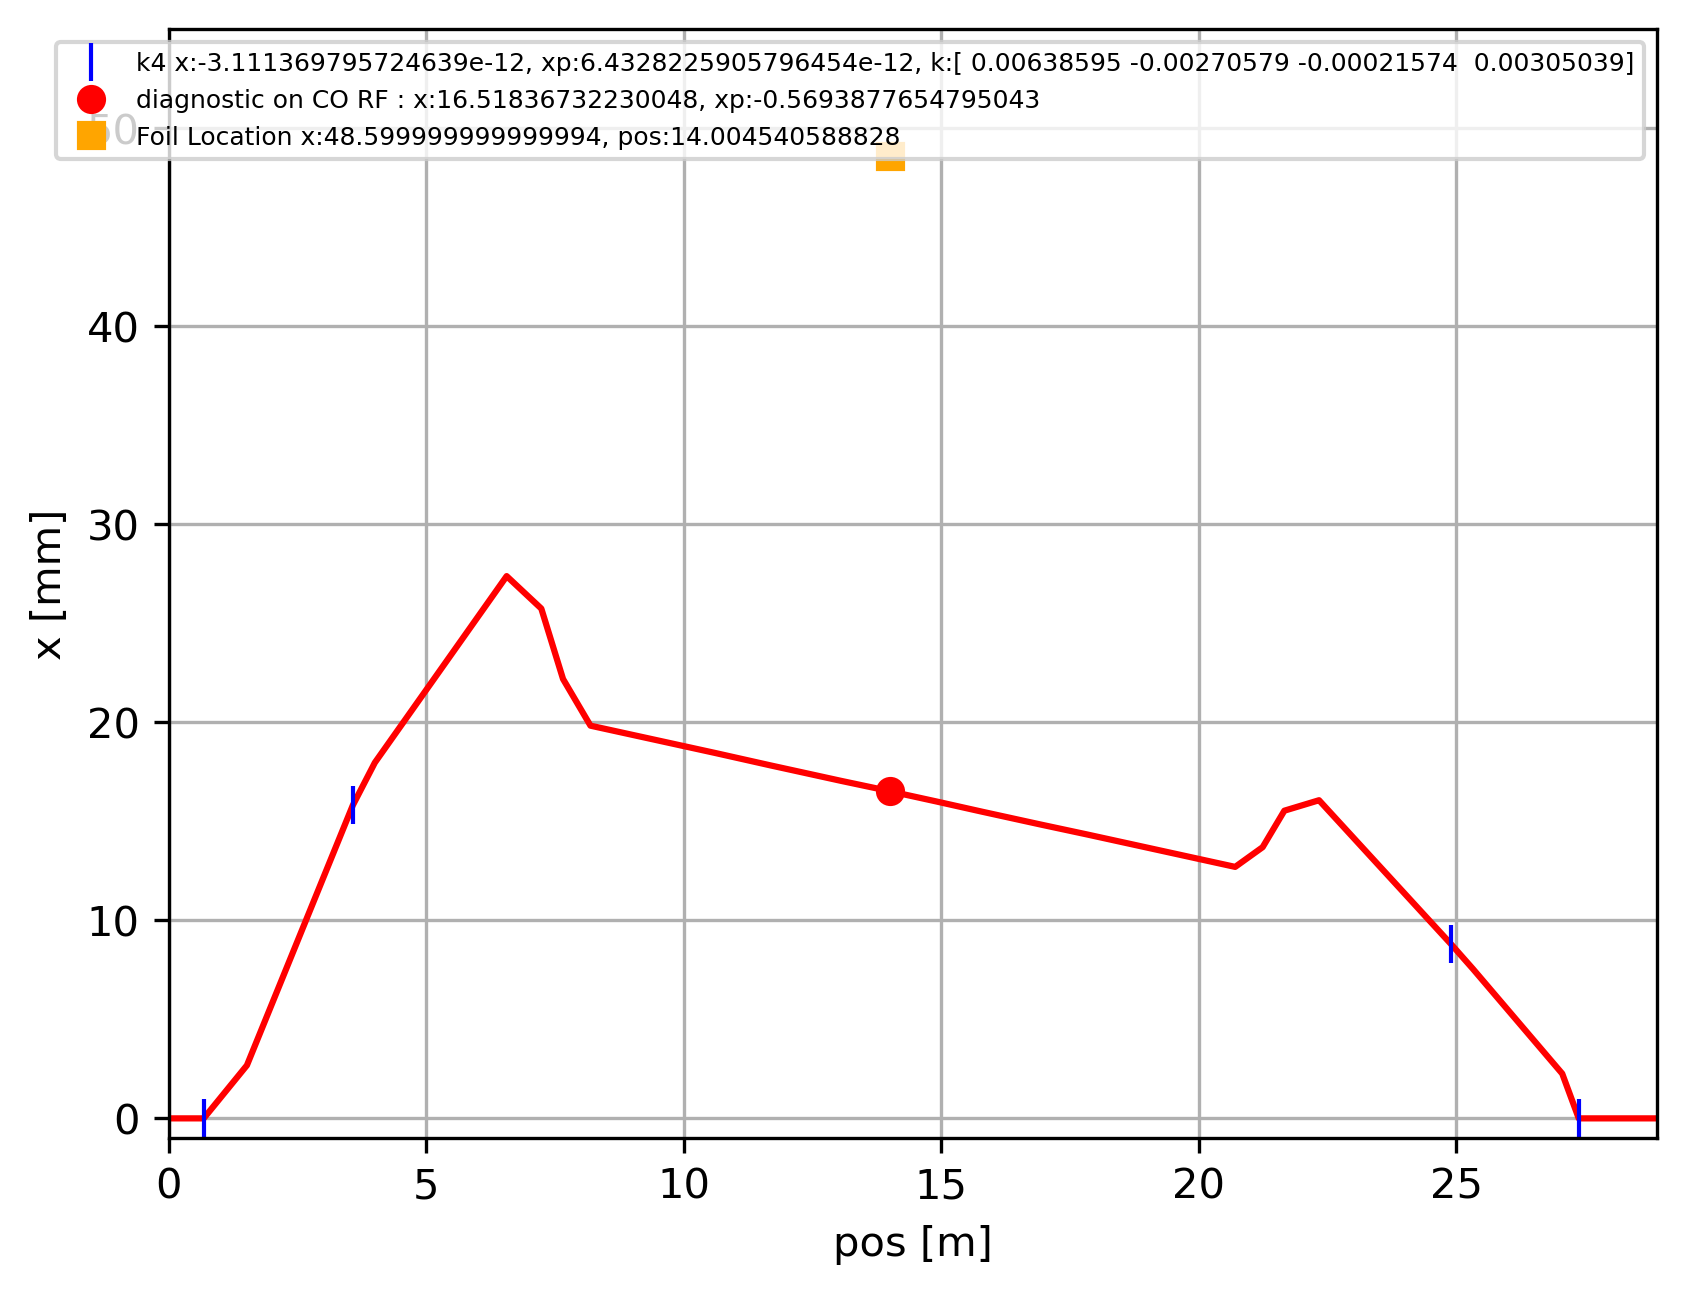 k4 x:-3.111369795724639e-12, xp:6.4328225905796454e-12, k:[ 0.00638595 -0.00270579 -0.00021574  0.00305039]
diagnostic on CO RF : x:16.51836732230048, xp:-0.5693877654795043
Foil Location x:48.599999999999994, pos:14.004540588828
50
40
30
20
10
0
x [mm]
0 5 10 15 20 25
pos [m]